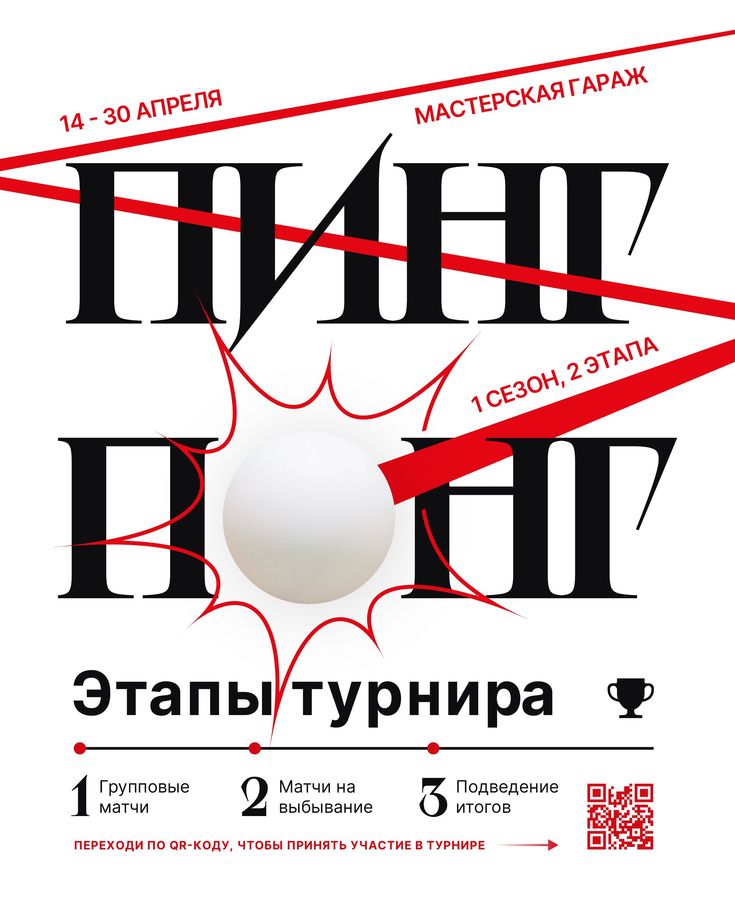 14 - 30 АПРЕЛЯ
МАСТЕРСКАЯ ГАРАЖ
ПИНГ
1 СЕЗОН, 2 ЭТАПА
ПОНГ
Этапы турнира
1 Групповые
матчи
2 Матчи на
выбывание
3 Подведение
итогов
ПЕРЕХОДИ ПО QR-КОДУ, ЧТОБЫ ПРИНЯТЬ УЧАСТИЕ В ТУРНИРЕ